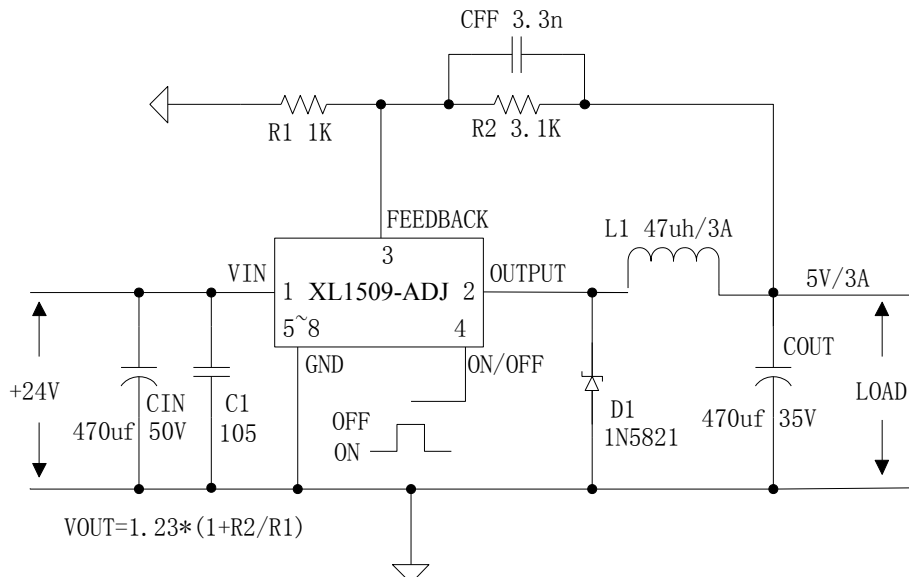 CFF 3.3n
R1 1K
R2 3.1K
FEEDBACK
3
L1 47uh/3A
VIN
OUTPUT
5V/3A
1 XL1509-ADJ 2
5~8
4
GND
ON/OFF
COUT
+24V
CIN
C1
D1
LOAD
470uf
50V
105
OFF
ON
1N5821
470uf
35V
VOUT=1.23*(1+R2/R1)